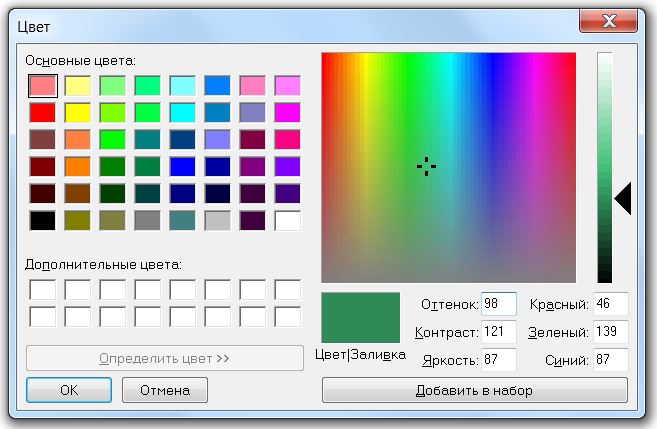 Цвет
Основные цвета:
Дополнительные цвета:
Определить цвет >>
OK
Отмена
Цвет|Заливка
Оттенок: 98
Контраст: 121
Яркость: 87
Красный: 46
Зеленый: 139
Синий: 87
Добавить в набор